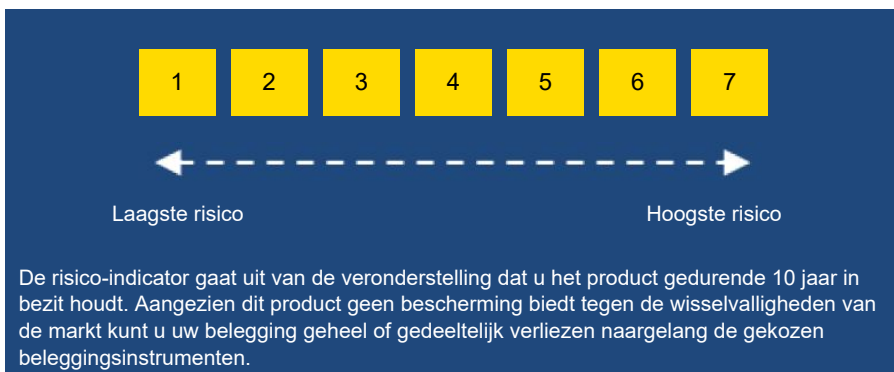 1 2 3 4 5 6 7
Laagste risico Hoogste risico
De risico-indicator gaat uit van de veronderstelling dat u het product gedurende 10 jaar in
bezit houdt. Aangezien dit product geen bescherming biedt tegen de wisselvalligheden van
de markt kunt u uw belegging geheel of gedeeltelijk verliezen naargelang de gekozen
beleggingsinstrumenten.